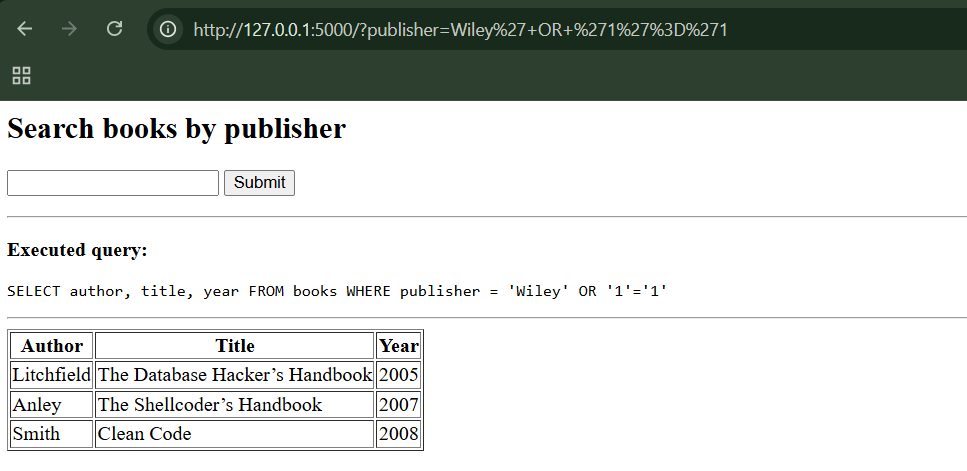 http://127.0.0.1:5000/?publisher=Wiley%27+OR+%271%27%3D%271
Search books by publisher
Submit
Executed query:
SELECT author, title, year FROM books WHERE publisher = 'Wiley' OR '1'='1'
Author Title Year
Litchfield The Database Hacker’s Handbook 2005
Anley The Shellcoder’s Handbook 2007
Smith Clean Code 2008